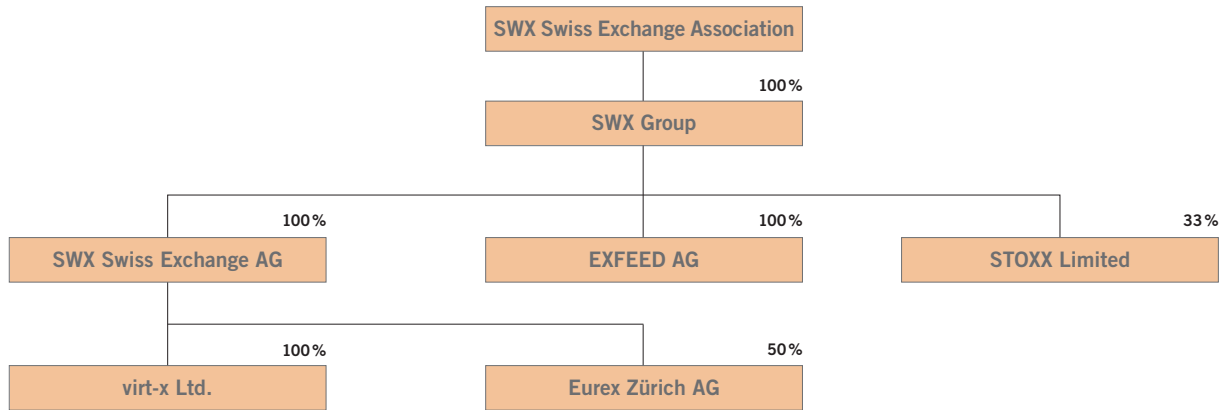 SWX Swiss Exchange Association
100%
SWX Group
100%
100%
33%
SWX Swiss Exchange AG
EXFEED AG
STOXX Limited
100%
50%
virt-x Ltd.
Eurex Zürich AG